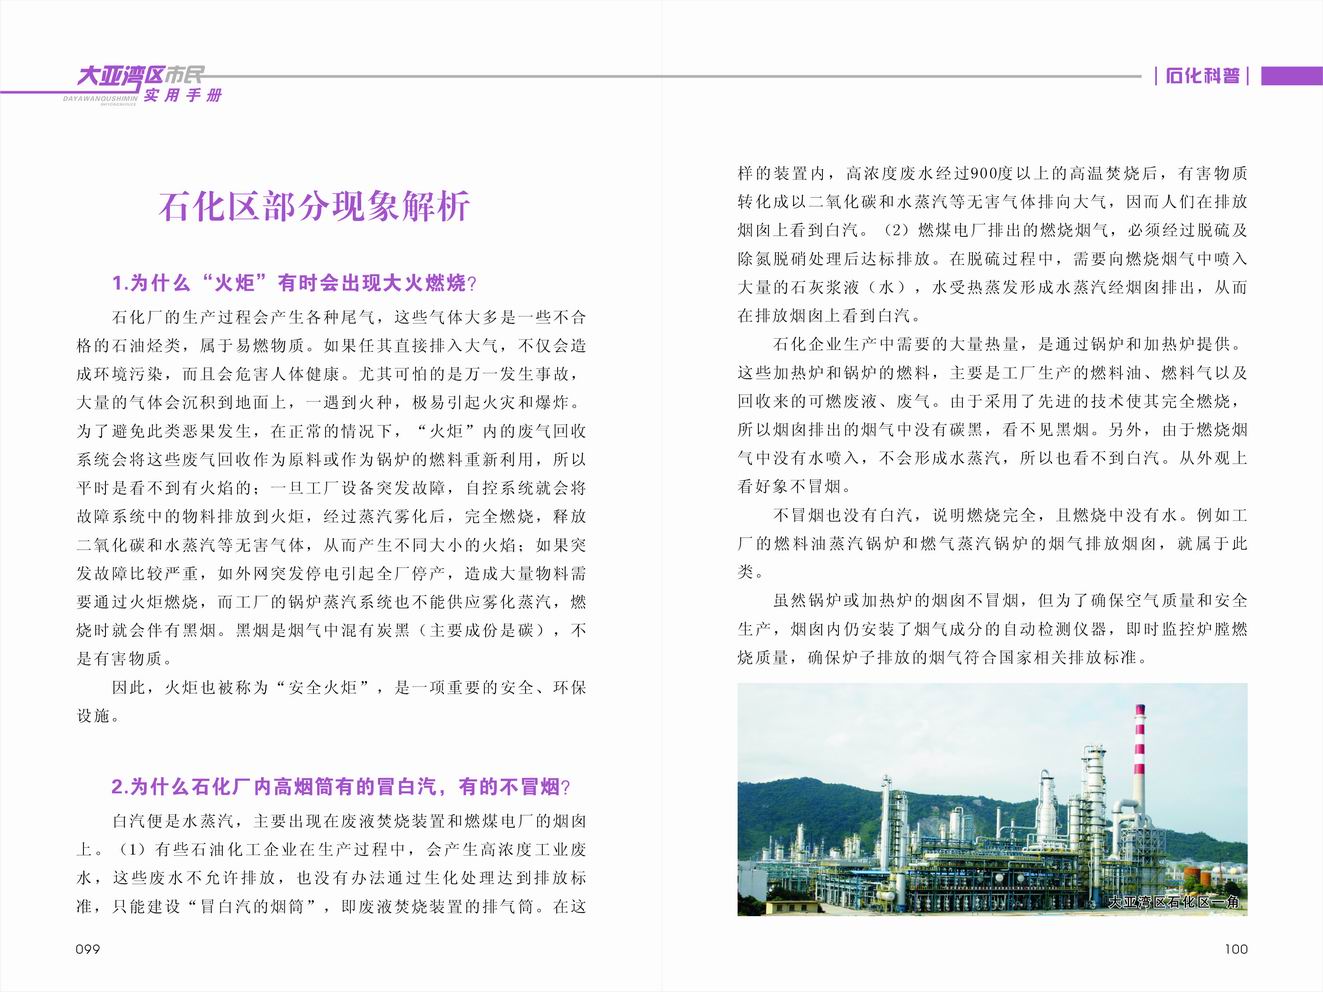 大亚湾区市民
DAYAWANQUSHIMIN
实用手册
石化科普
石化区部分现象解析
1.为什么“火炬”有时会出现大火燃烧？
石化厂的生产过程会产生各种尾气，这些气体大多是一些不合
格的石油烃类，属于易燃物质。如果任其直接排入大气，不仅会造
成环境污染，而且会危害人体健康。尤其可怕的是万一发生事故，
大量的气体会沉积到地面上，一遇到火种，极易引起火灾和爆炸。
为了避免此类恶果发生，在正常的情况下，“火炬”内的废气回收
系统会将这些废气回收作为原料或作为锅炉的燃料重新利用，所以
平时是看不到有火焰的；一旦工厂设备突发故障，自控系统就会将
故障系统中的物料排放到火炬，经过蒸汽雾化后，完全燃烧，释放
二氧化碳和水蒸汽等无害气体，从而产生不同大小的火焰；如果突
发故障比较严重，如外网突发停电引起全厂停产，造成大量物料需
要通过火炬燃烧，而工厂的锅炉蒸汽系统也不能供应雾化蒸汽，燃
烧时就会伴有黑烟。黑烟是烟气中混有炭黑（主要成份是碳），不
是有害物质。
因此，火炬也被称为“安全火炬”，是一项重要的安全、环保
设施。
2.为什么石化厂内高烟筒有的冒白汽，有的不冒烟？
白汽便是水蒸汽，主要出现在废液焚烧装置和燃煤电厂的烟囱
上。（1）有些石油化工企业在生产过程中，会产生高浓度工业废
水，这些废水不允许排放，也没有办法通过生化处理达到排放标
准，只能建设“冒白汽的烟筒”，即废液焚烧装置的排气筒。在这
099
样的装置内，高浓度废水经过900度以上的高温焚烧后，有害物质
转化成以二氧化碳和水蒸汽等无害气体排向大气，因而人们在排放
烟囱上看到白汽。（2）燃煤电厂排出的燃烧烟气，必须经过脱硫及
除氮脱硝处理后达标排放。在脱硫过程中，需要向燃烧烟气中喷入
大量的石灰浆液（水），水受热蒸发形成水蒸汽经烟囱排出，从而
在排放烟囱上看到白汽。
石化企业生产中需要的大量热量，是通过锅炉和加热炉提供。
这些加热炉和锅炉的燃料，主要是工厂生产的燃料油、燃料气以及
回收来的可燃废液、废气。由于采用了先进的技术使其完全燃烧，
所以烟囱排出的烟气中没有碳黑，看不见黑烟。另外，由于燃烧烟
气中没有水喷入，不会形成水蒸汽，所以也看不到白汽。从外观上
看好象不冒烟。
不冒烟也没有白汽，说明燃烧完全，且燃烧中没有水。例如工
厂的燃料油蒸汽锅炉和燃气蒸汽锅炉的烟气排放烟囱，就属于此
类。
虽然锅炉或加热炉的烟囱不冒烟，但为了确保空气质量和安全
生产，烟囱内仍安装了烟气成分的自动检测仪器，即时监控炉膛燃
烧质量，确保炉子排放的烟气符合国家相关排放标准。
大亚湾区石化区一角
100